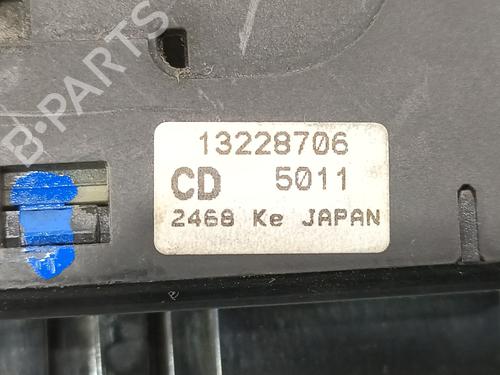 B-PARTS
13228706
CD 5011
2468 Ke JAPAN